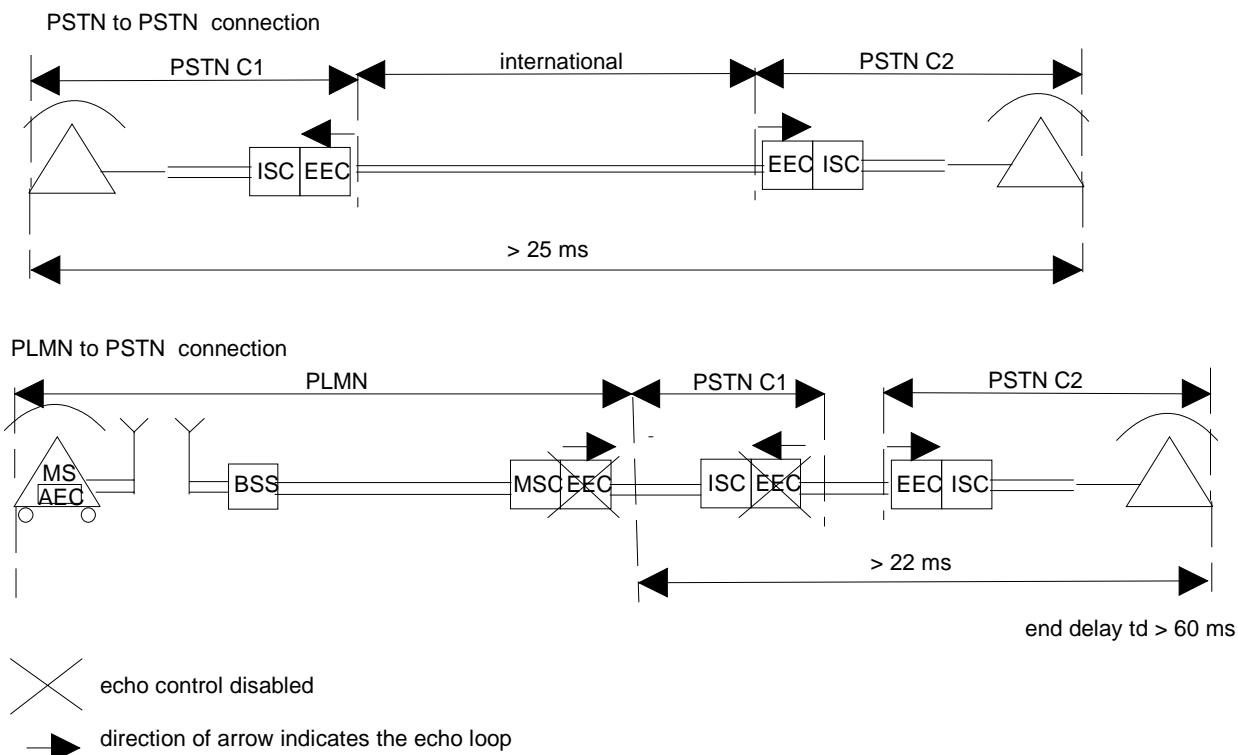 PSTN to PSTN connection
PSTN C1
international
PSTN C2
ISC EEC
EEC ISC
> 25 ms
PLMN to PSTN connection
PLMN
PSTN C1
PSTN C2
MS
AEC
BSS
MSC EEC
ISC EEC
EEC ISC
> 22 ms
end delay td > 60 ms
echo control disabled
direction of arrow indicates the echo loop